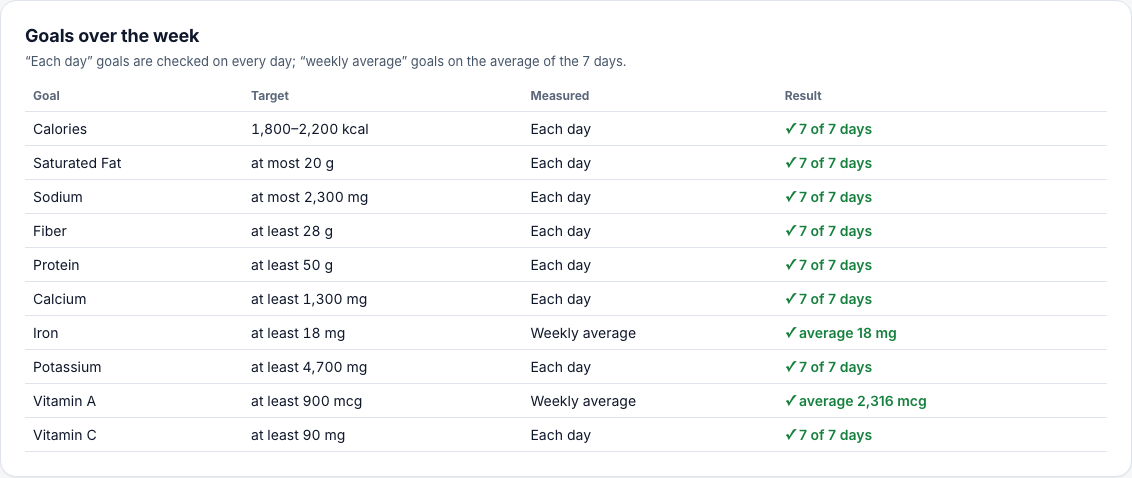 Goals over the week
“Each day” goals are checked on every day; “weekly average” goals on the average of the 7 days.
Goal Target Measured Result
Calories 1,800–2,200 kcal Each day ✓ 7 of 7 days
Saturated Fat at most 20 g Each day ✓ 7 of 7 days
Sodium at most 2,300 mg Each day ✓ 7 of 7 days
Fiber at least 28 g Each day ✓ 7 of 7 days
Protein at least 50 g Each day ✓ 7 of 7 days
Calcium at least 1,300 mg Each day ✓ 7 of 7 days
Iron at least 18 mg Weekly average ✓ average 18 mg
Potassium at least 4,700 mg Each day ✓ 7 of 7 days
Vitamin A at least 900 mcg Weekly average ✓ average 2,316 mcg
Vitamin C at least 90 mg Each day ✓ 7 of 7 days